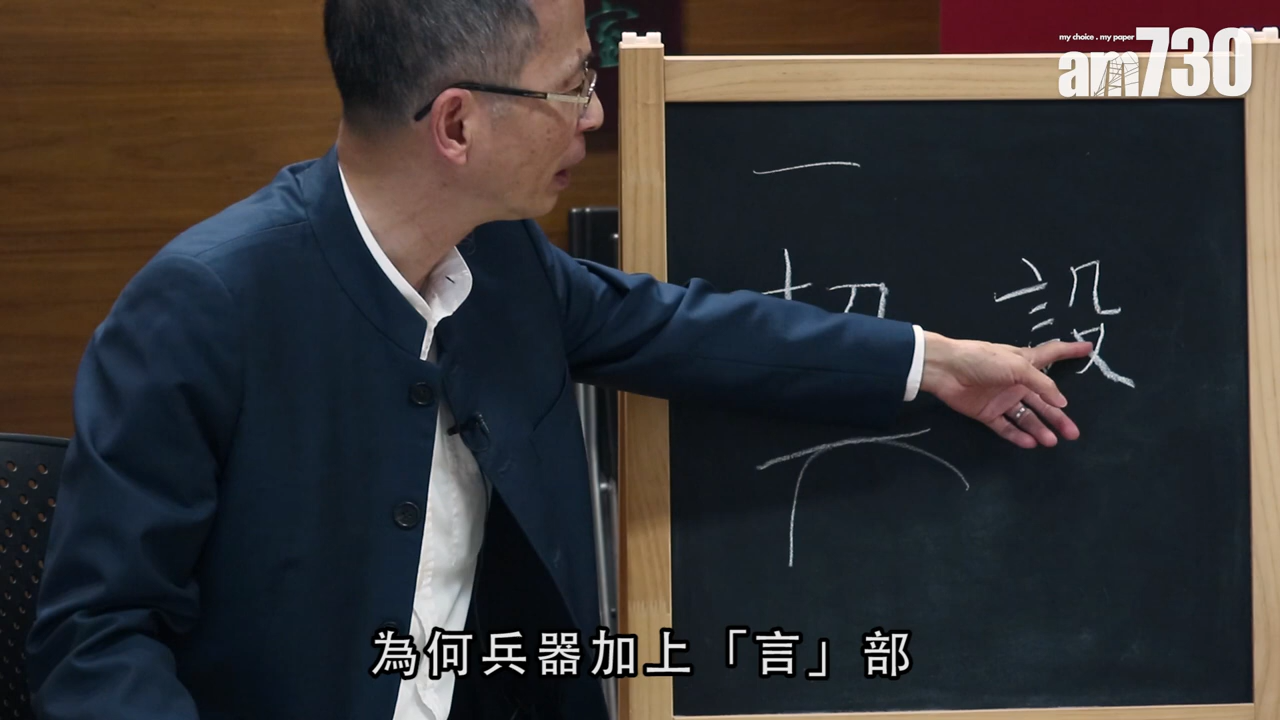 my choice . my paper
am730
一
切
設
為何兵器加上「言」部